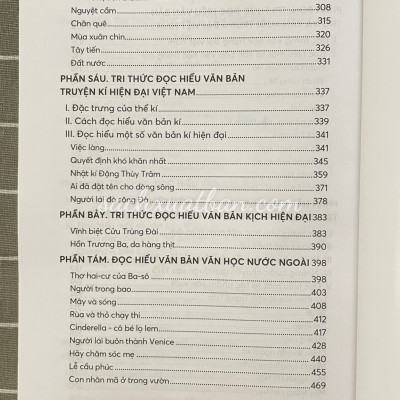 Nguyệt cầm 308
Chân quê 315
Mùa xuân chín 320
Tây tiến 326
Đất nước 331
PHẦN SÁU. TRI THỨC ĐỌC HIỂU VĂN BẢN
TRUYỆN KÍ HIỆN ĐẠI VIỆT NAM 337
I. Đặc trưng của thể kí 337
II. Cách đọc hiểu văn bản kí 339
III. Đọc hiểu một số văn bản kí hiện đại 341
Việc làng 341
Quyết định khó khăn nhất 345
Nhật kí Đặng Thùy Trâm 359
Ai đã đặt tên cho dòng sông 371
Người lái đò sông Đà 378
PHẦN BẢY. TRI THỨC ĐỌC HIỂU VĂN BẢN KỊCH HIỆN ĐẠI 383
Vĩnh biệt Cửu Trùng Đài 383
Hồn Trương Ba, da hàng thịt 390
PHẦN TÁM. ĐỌC HIỂU VĂN BẢN VĂN HỌC NƯỚC NGOÀI 398
Thơ hai-cư của Ba-sô 398
Người trong bao 403
Mây và sóng 408
Rùa và thỏ chạy thi 412
Cinderella - cô bé lọ lem 417
Người lái buôn thành Venice 428
Hãy chăm sóc mẹ 440
Lễ cầu phúc 455
Con nhân mã ở trong vườn 469